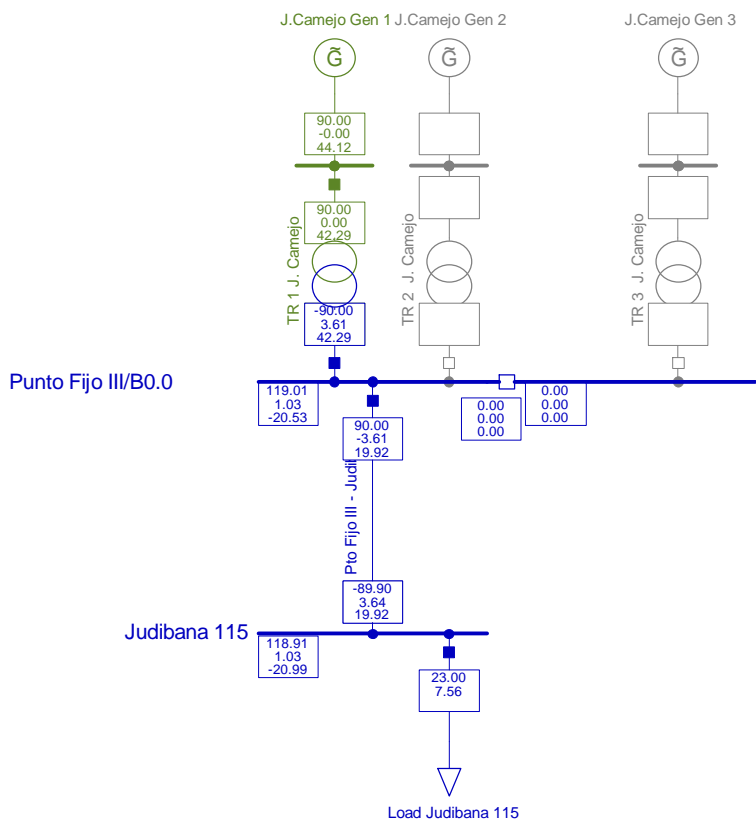 J.Camejo Gen 1
J.Camejo Gen 2
J.Camejo Gen 3
G̃
G̃
G̃
90.00
-0.00
44.12
90.00
0.00
42.29
TR 1 J. Camejo
TR 2 J. Camejo
TR 3 J. Camejo
-90.00
3.61
42.29
Punto Fijo III/B0.0
119.01
1.03
-20.53
90.00
-3.61
19.92
0.00
0.00
0.00
0.00
0.00
0.00
Pto Fijo III - Judi
-89.90
3.64
19.92
Judibana 115
118.91
1.03
-20.99
23.00
7.56
Load Judibana 115